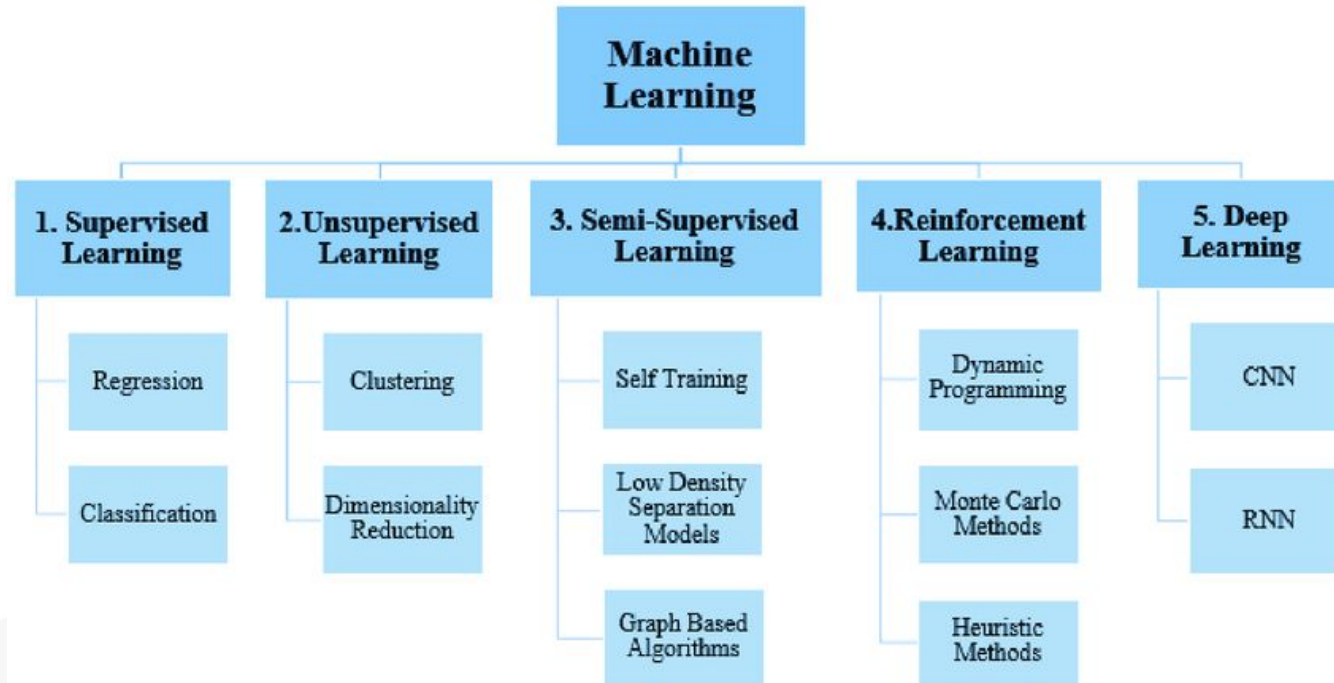 Machine
Learning
1. Supervised
Learning
2.Unsupervised
Learning
3. Semi-Supervised
Learning
4.Reinforcement
Learning
5. Deep
Learning
Regression
Classification
Clustering
Dimensionality
Reduction
Self Training
Low Density
Separation
Models
Graph Based
Algorithms
Dynamic
Programming
Monte Carlo
Methods
Heuristic
Methods
CNN
RNN